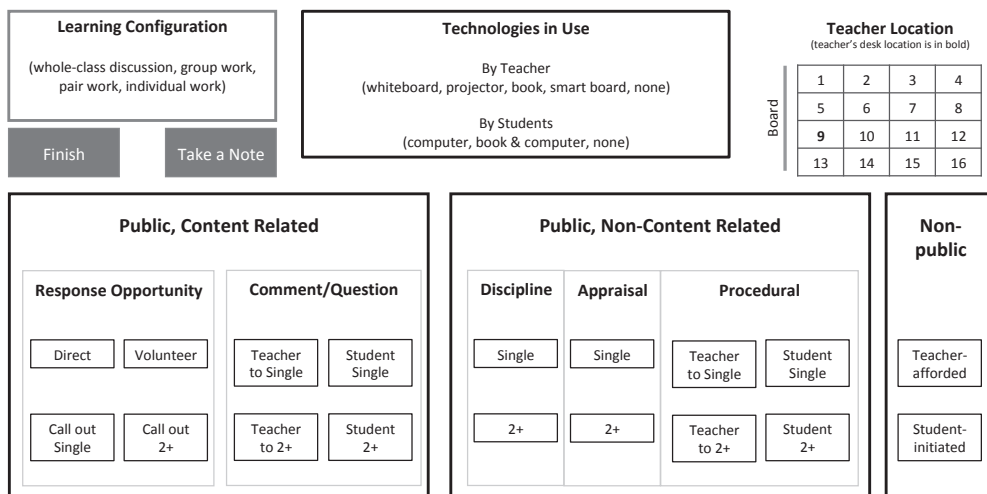 Learning Configuration
(whole-class discussion, group work,
pair work, individual work)
Finish
Take a Note
Technologies in Use
By Teacher
(whiteboard, projector, book, smart board, none)
By Students
(computer, book & computer, none)
Teacher Location
(teacher's desk location is in bold)
Board
1 2 3 4
5 6 7 8
9 10 11 12
13 14 15 16
Public, Content Related
Response Opportunity
Direct
Volunteer
Call out
Single
Call out
2+
Comment/Question
Teacher
to Single
Student
Single
Teacher
to 2+
Student
2+
Public, Non-Content Related
Discipline
Single
2+
Appraisal
Single
2+
Procedural
Teacher
to Single
Student
Single
Teacher
to 2+
Student
2+
Non-
public
Teacher-
afforded
Student-
initiated